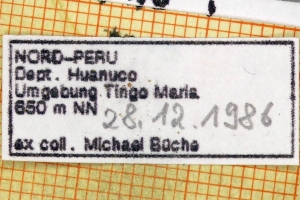 NORD-PERU
Dept. Huanuco
Umgebung Tingo Maria
650 m NN 28.12.1986
ex coll. Michael Büche